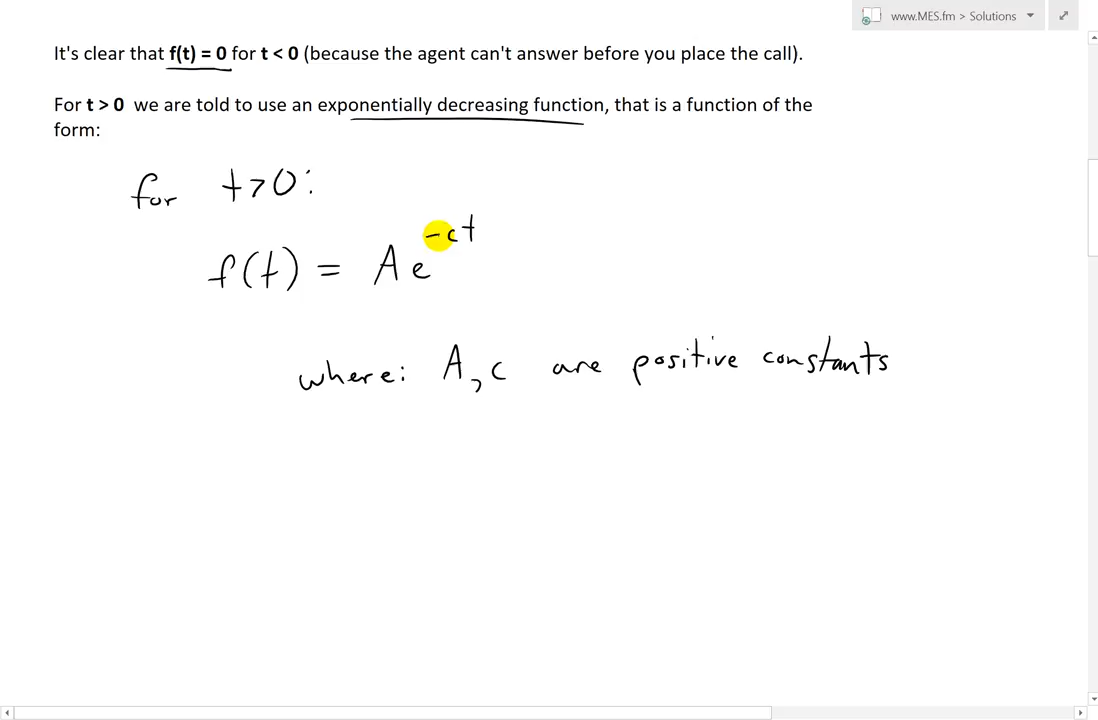 www.MES.fm > Solutions
It's clear that f(t) = 0 for t < 0 (because the agent can't answer before you place the call).
For t > 0 we are told to use an exponentially decreasing function, that is a function of the
form:
for t>0:
f(t) = A e^-ct
where: A, c are positive constants